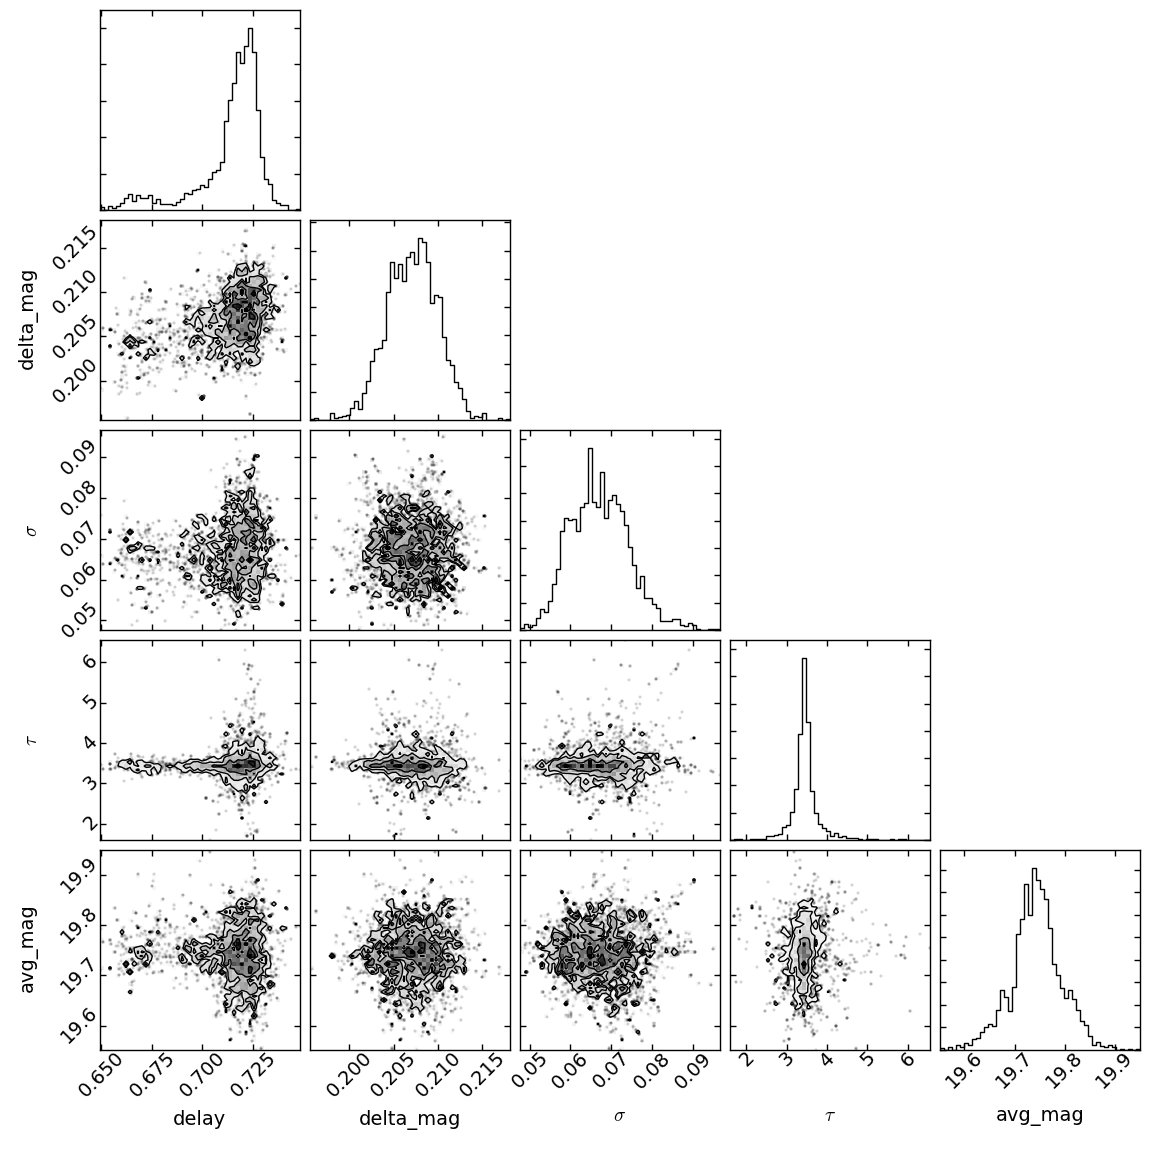 delta_mag
0.215
0.210
0.205
0.200
σ
0.09
0.08
0.07
0.06
0.05
τ
6
5
4
3
2
avg_mag
19.9
19.8
19.7
19.6
0.650 0.675 0.700 0.725
0.200 0.205 0.210 0.215
0.05 0.06 0.07 0.08 0.09
2 3 4 5 6
19.6 19.7 19.8 19.9
delay delta_mag σ τ avg_mag